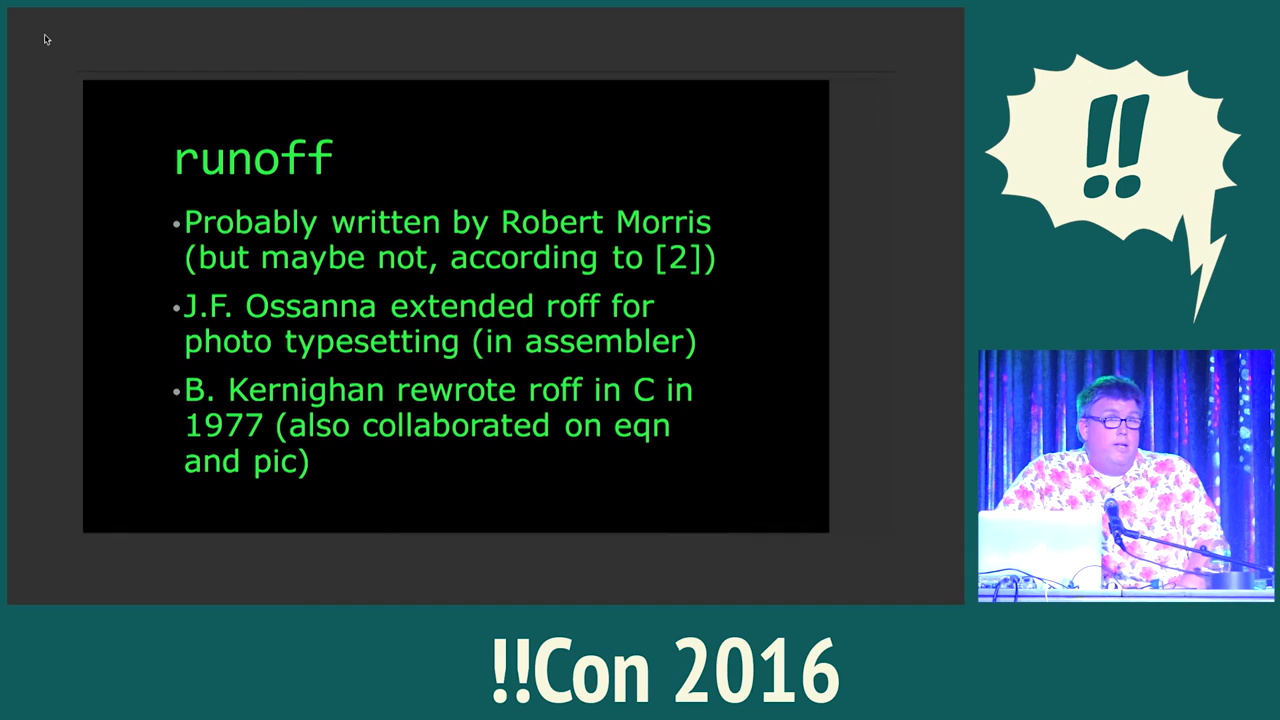 runoff
•Probably written by Robert Morris
(but maybe not, according to [2])
•J.F. Ossanna extended roff for
photo typesetting (in assembler)
•B. Kernighan rewrote roff in C in
1977 (also collaborated on eqn
and pic)
!!
!!Con 2016